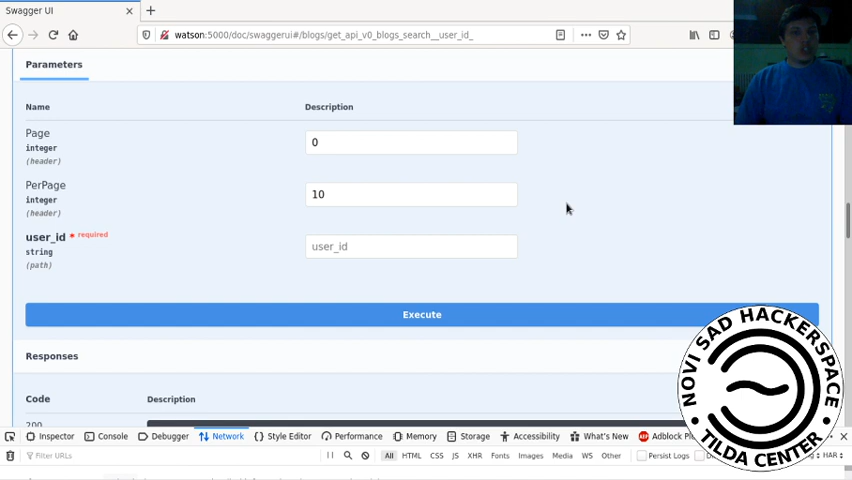 Swagger UI
watson:5000/doc/swaggerui#/blogs/get_api_v0_blogs_search__user_id_
Parameters
Name Description
Page
integer
(header)
0
PerPage
integer
(header)
10
user_id * required
string
(path)
user_id
Execute
Responses
Code Description
200
Inspector Console Debugger Network Style Editor Performance Memory Storage Accessibility What's New Adblock
Filter URLs All HTML CSS JS XHR Fonts Images Media WS Other Persist Logs HAR
NOVI SAD HACKERSPACE
• TILDA CENTER •